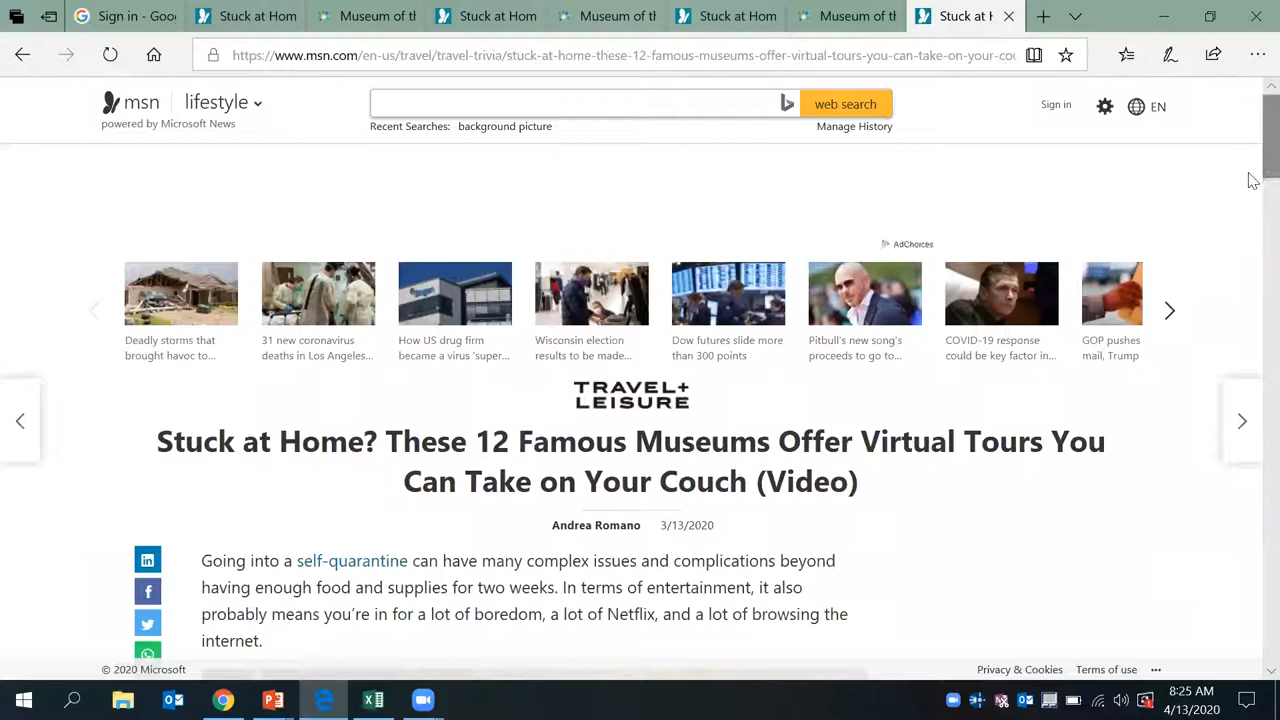 Sign in - Goo
Stuck at Hom
Museum of th
Stuck at Hom
Museum of th
Stuck at Hom
Museum of th
Stuck at H
https://www.msn.com/en-us/travel/travel-trivia/stuck-at-home-these-12-famous-museums-offer-virtual-tours-you-can-take-on-your-cou
msn
lifestyle
powered by Microsoft News
web search
Recent Searches: background picture
Manage History
Sign in
EN
AdChoices
Deadly storms that
brought havoc to...
31 new coronavirus
deaths in Los Angeles...
How US drug firm
became a virus 'super...
Wisconsin election
results to be made...
Dow futures slide more
than 300 points
Pitbull's new song's
proceeds to go to...
COVID-19 response
could be key factor in...
GOP pushes
mail, Trump
TRAVEL+
LEISURE
Stuck at Home? These 12 Famous Museums Offer Virtual Tours You
Can Take on Your Couch (Video)
Andrea Romano 3/13/2020
Going into a self-quarantine can have many complex issues and complications beyond
having enough food and supplies for two weeks. In terms of entertainment, it also
probably means you're in for a lot of boredom, a lot of Netflix, and a lot of browsing the
internet.
© 2020 Microsoft
Privacy & Cookies Terms of use
8:25 AM
4/13/2020